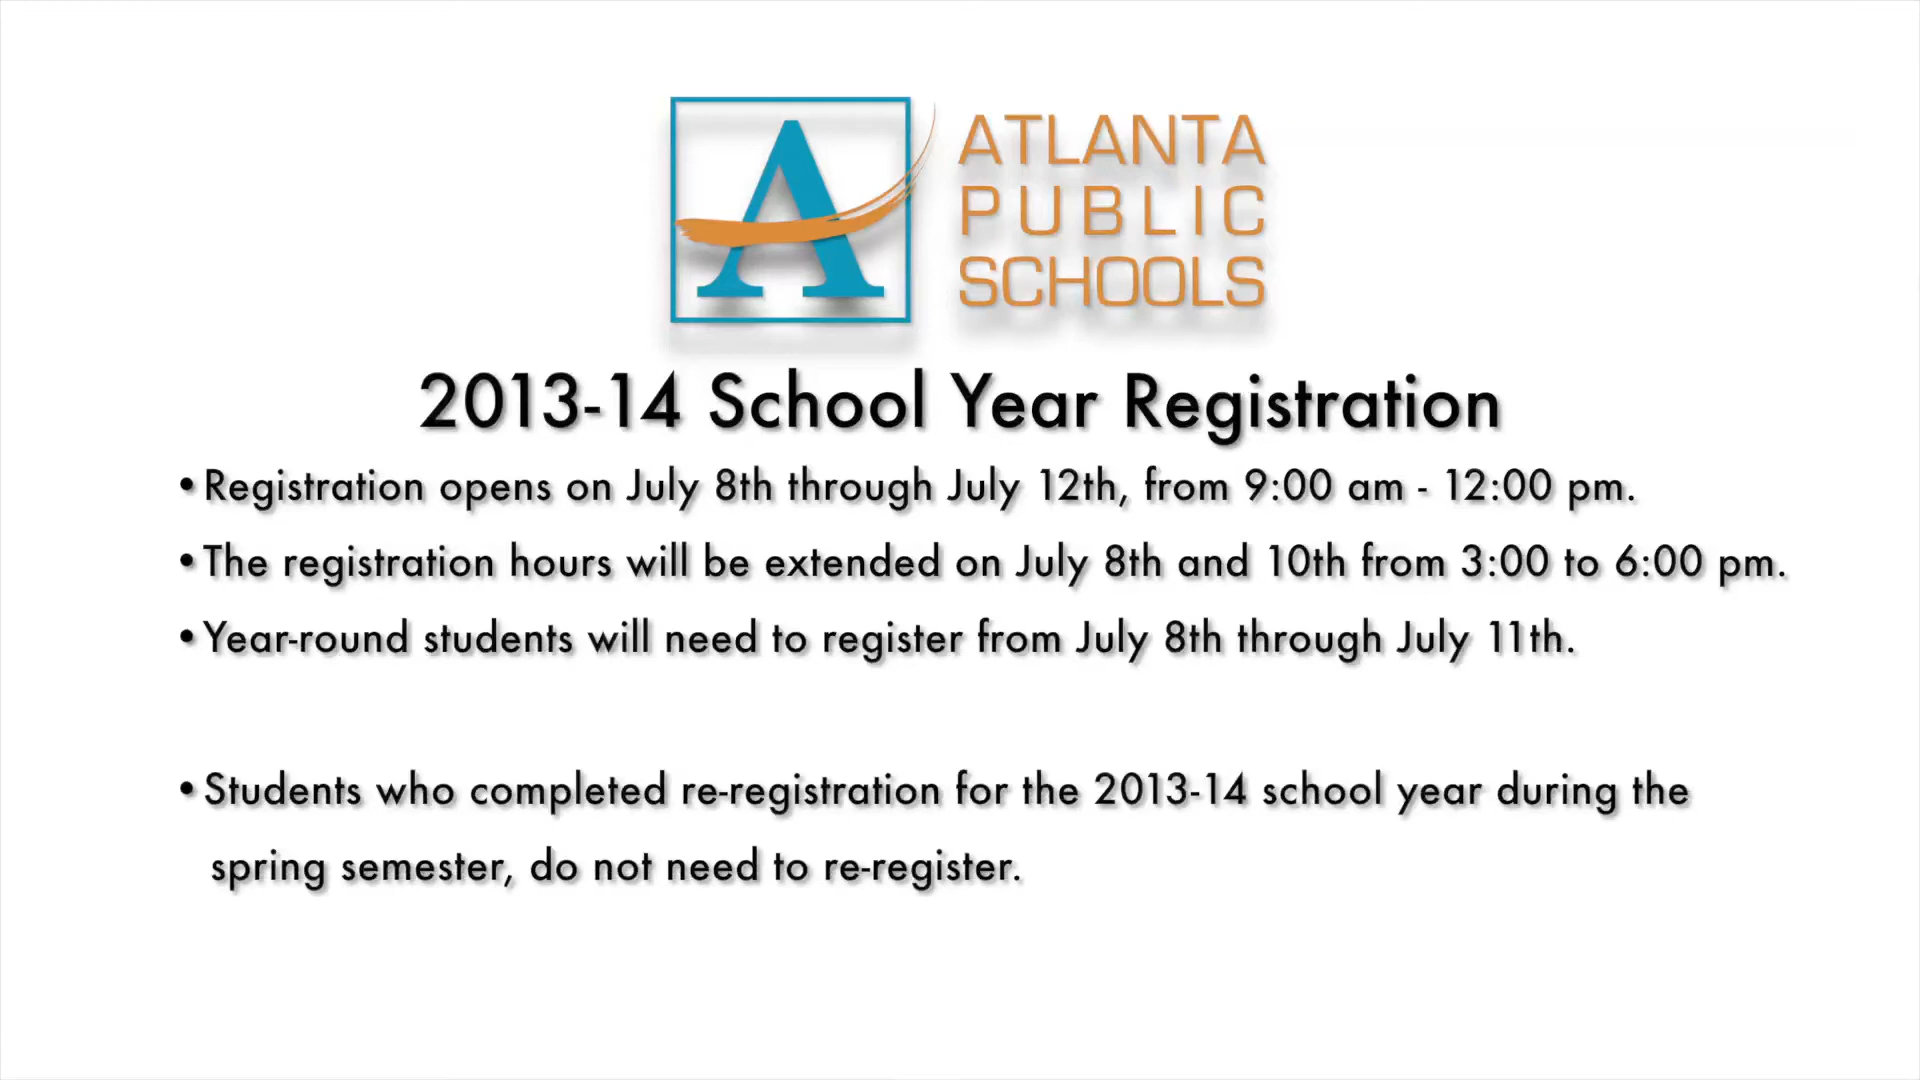 A
ATLANTA
PUBLIC
SCHOOLS
2013-14 School Year Registration
•Registration opens on July 8th through July 12th, from 9:00 am - 12:00 pm.
•The registration hours will be extended on July 8th and 10th from 3:00 to 6:00 pm.
•Year-round students will need to register from July 8th through July 11th.
•Students who completed re-registration for the 2013-14 school year during the
spring semester, do not need to re-register.